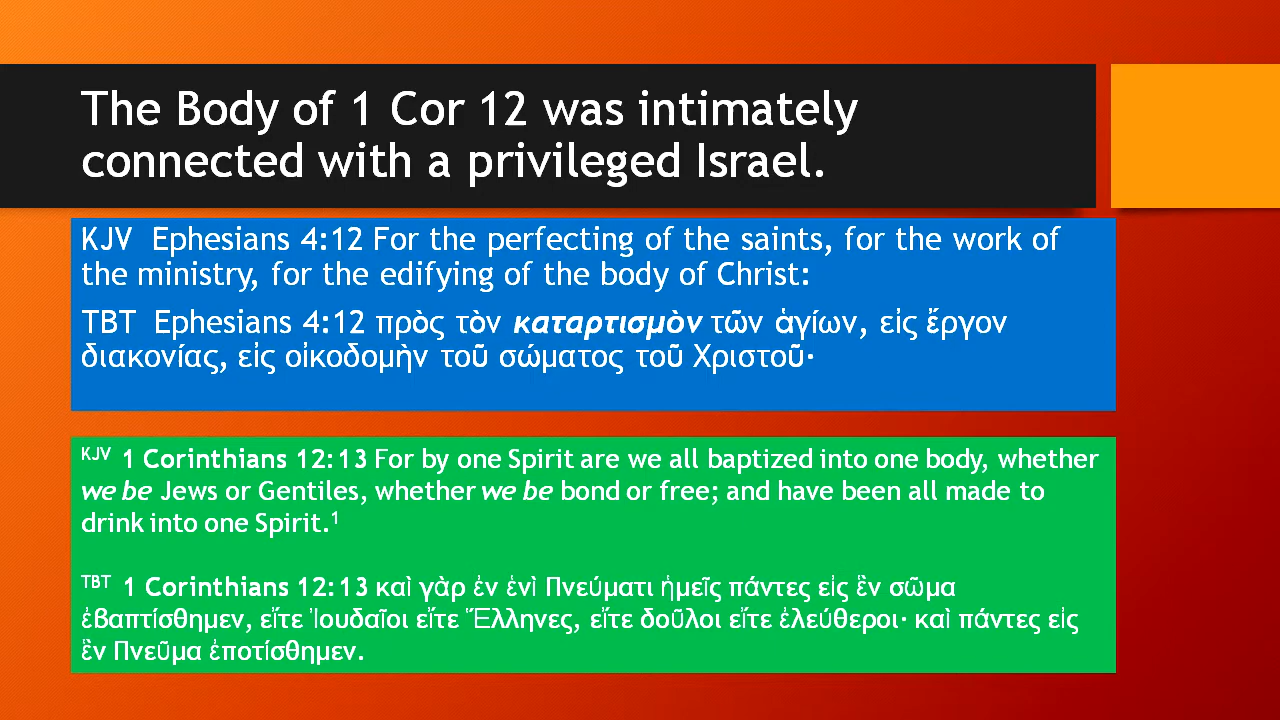 The Body of 1 Cor 12 was intimately
connected with a privileged Israel.
KJV Ephesians 4:12 For the perfecting of the saints, for the work of
the ministry, for the edifying of the body of Christ:
TBT Ephesians 4:12 πρὸς τὸν καταρτισμὸν τῶν ἁγίων, εἰς ἔργον
διακονίας, εἰς οἰκοδομὴν τοῦ σώματος τοῦ Χριστοῦ·
KJV 1 Corinthians 12:13 For by one Spirit are we all baptized into one body, whether
we be Jews or Gentiles, whether we be bond or free; and have been all made to
drink into one Spirit.¹
TBT 1 Corinthians 12:13 καὶ γὰρ ἐν ἑνὶ Πνεύματι ἡμεῖς πάντες εἰς ἓν σῶμα
ἐβαπτίσθημεν, εἴτε Ἰουδαῖοι εἴτε Ἕλληνες, εἴτε δοῦλοι εἴτε ἐλεύθεροι· καὶ πάντες εἰς
ἓν Πνεῦμα ἐποτίσθημεν.